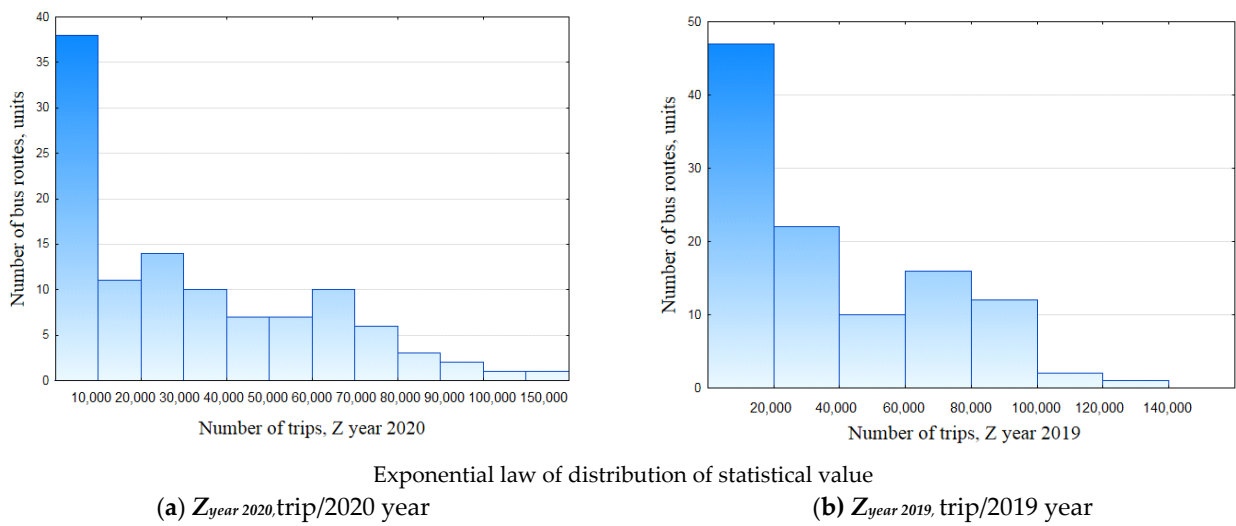 40
35
30
25
20
15
10
5
0
Number of bus routes, units
10,000 20,000 30,000 40,000 50,000 60,000 70,000 80,000 90,000 100,000 150,000
Number of trips, Z year 2020
50
40
30
20
10
0
Number of bus routes, units
20,000 40,000 60,000 80,000 100,000 120,000 140,000
Number of trips, Z year 2019
Exponential law of distribution of statistical value
(a) Zyear 2020, trip/2020 year
(b) Zyear 2019, trip/2019 year